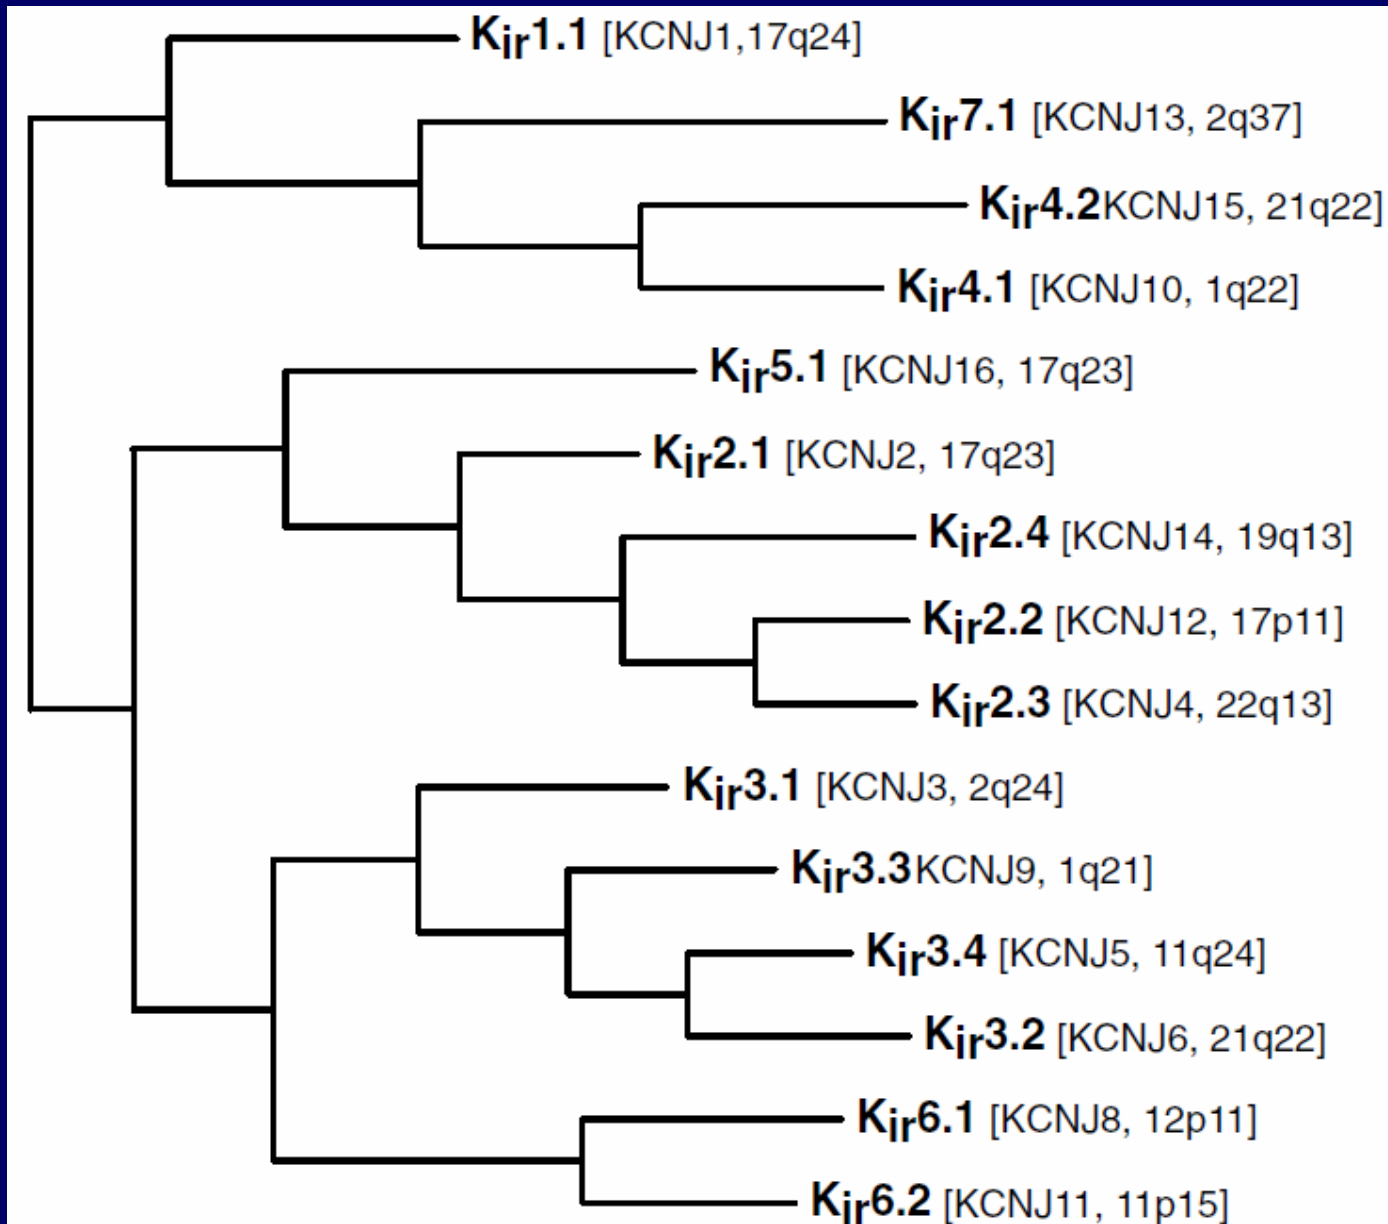 Kir1.1 [KCNJ1,17q24]
Kir7.1 [KCNJ13, 2q37]
Kir4.2KCNJ15, 21q22]
Kir4.1 [KCNJ10, 1q22]
Kir5.1 [KCNJ16, 17q23]
Kir2.1 [KCNJ2, 17q23]
Kir2.4 [KCNJ14, 19q13]
Kir2.2 [KCNJ12, 17p11]
Kir2.3 [KCNJ4, 22q13]
Kir3.1 [KCNJ3, 2q24]
Kir3.3KCNJ9, 1q21]
Kir3.4 [KCNJ5, 11q24]
Kir3.2 [KCNJ6, 21q22]
Kir6.1 [KCNJ8, 12p11]
Kir6.2 [KCNJ11, 11p15]